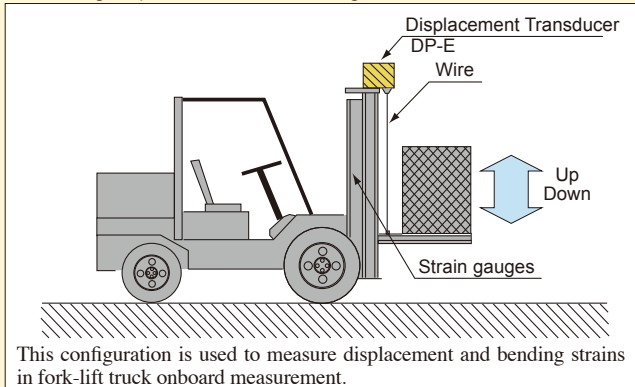 Displacement Transducer
DP-E
Wire
Up
Down
Strain gauges
This configuration is used to measure displacement and bending strains
in fork-lift truck onboard measurement.